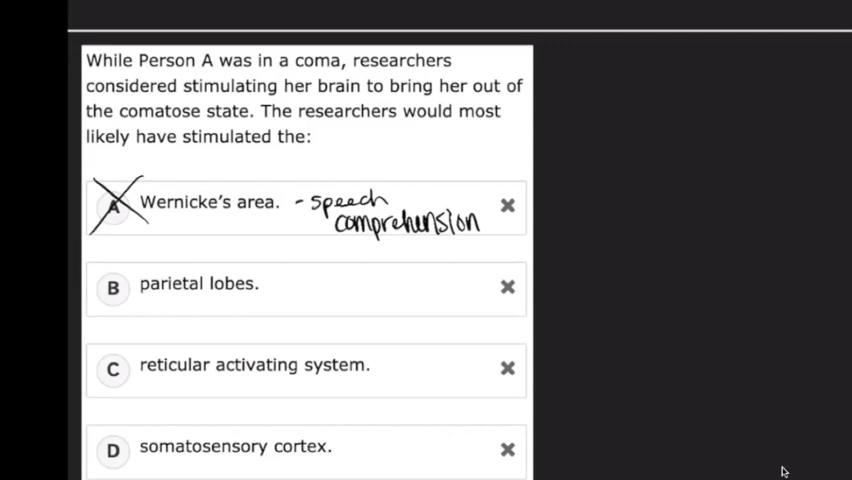 While Person A was in a coma, researchers
considered stimulating her brain to bring her out of
the comatose state. The researchers would most
likely have stimulated the:
A Wernicke's area. - speech
comprehension
B parietal lobes.
C reticular activating system.
D somatosensory cortex.